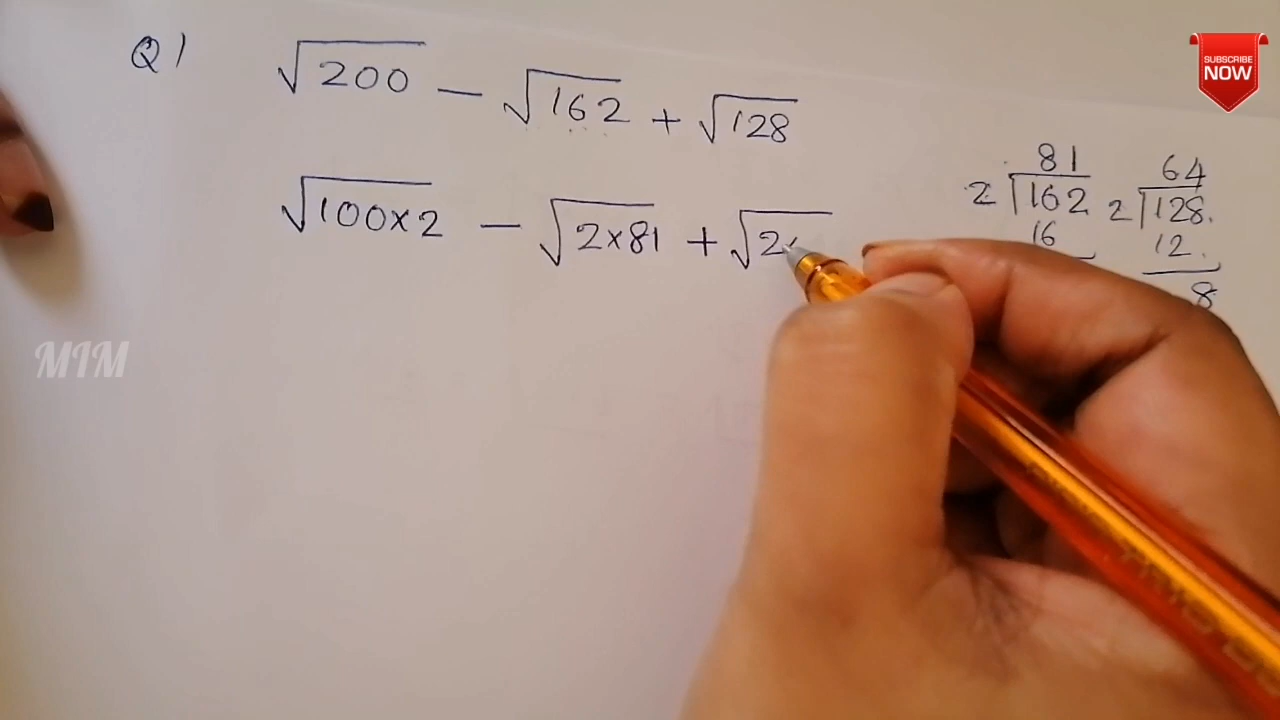 Q1 √200 - √162 + √128
√100×2 - √2×81 + √2×
81
2 √162
16
64
2 √128.
12.
8
SUBSCRIBE
NOW
MIM